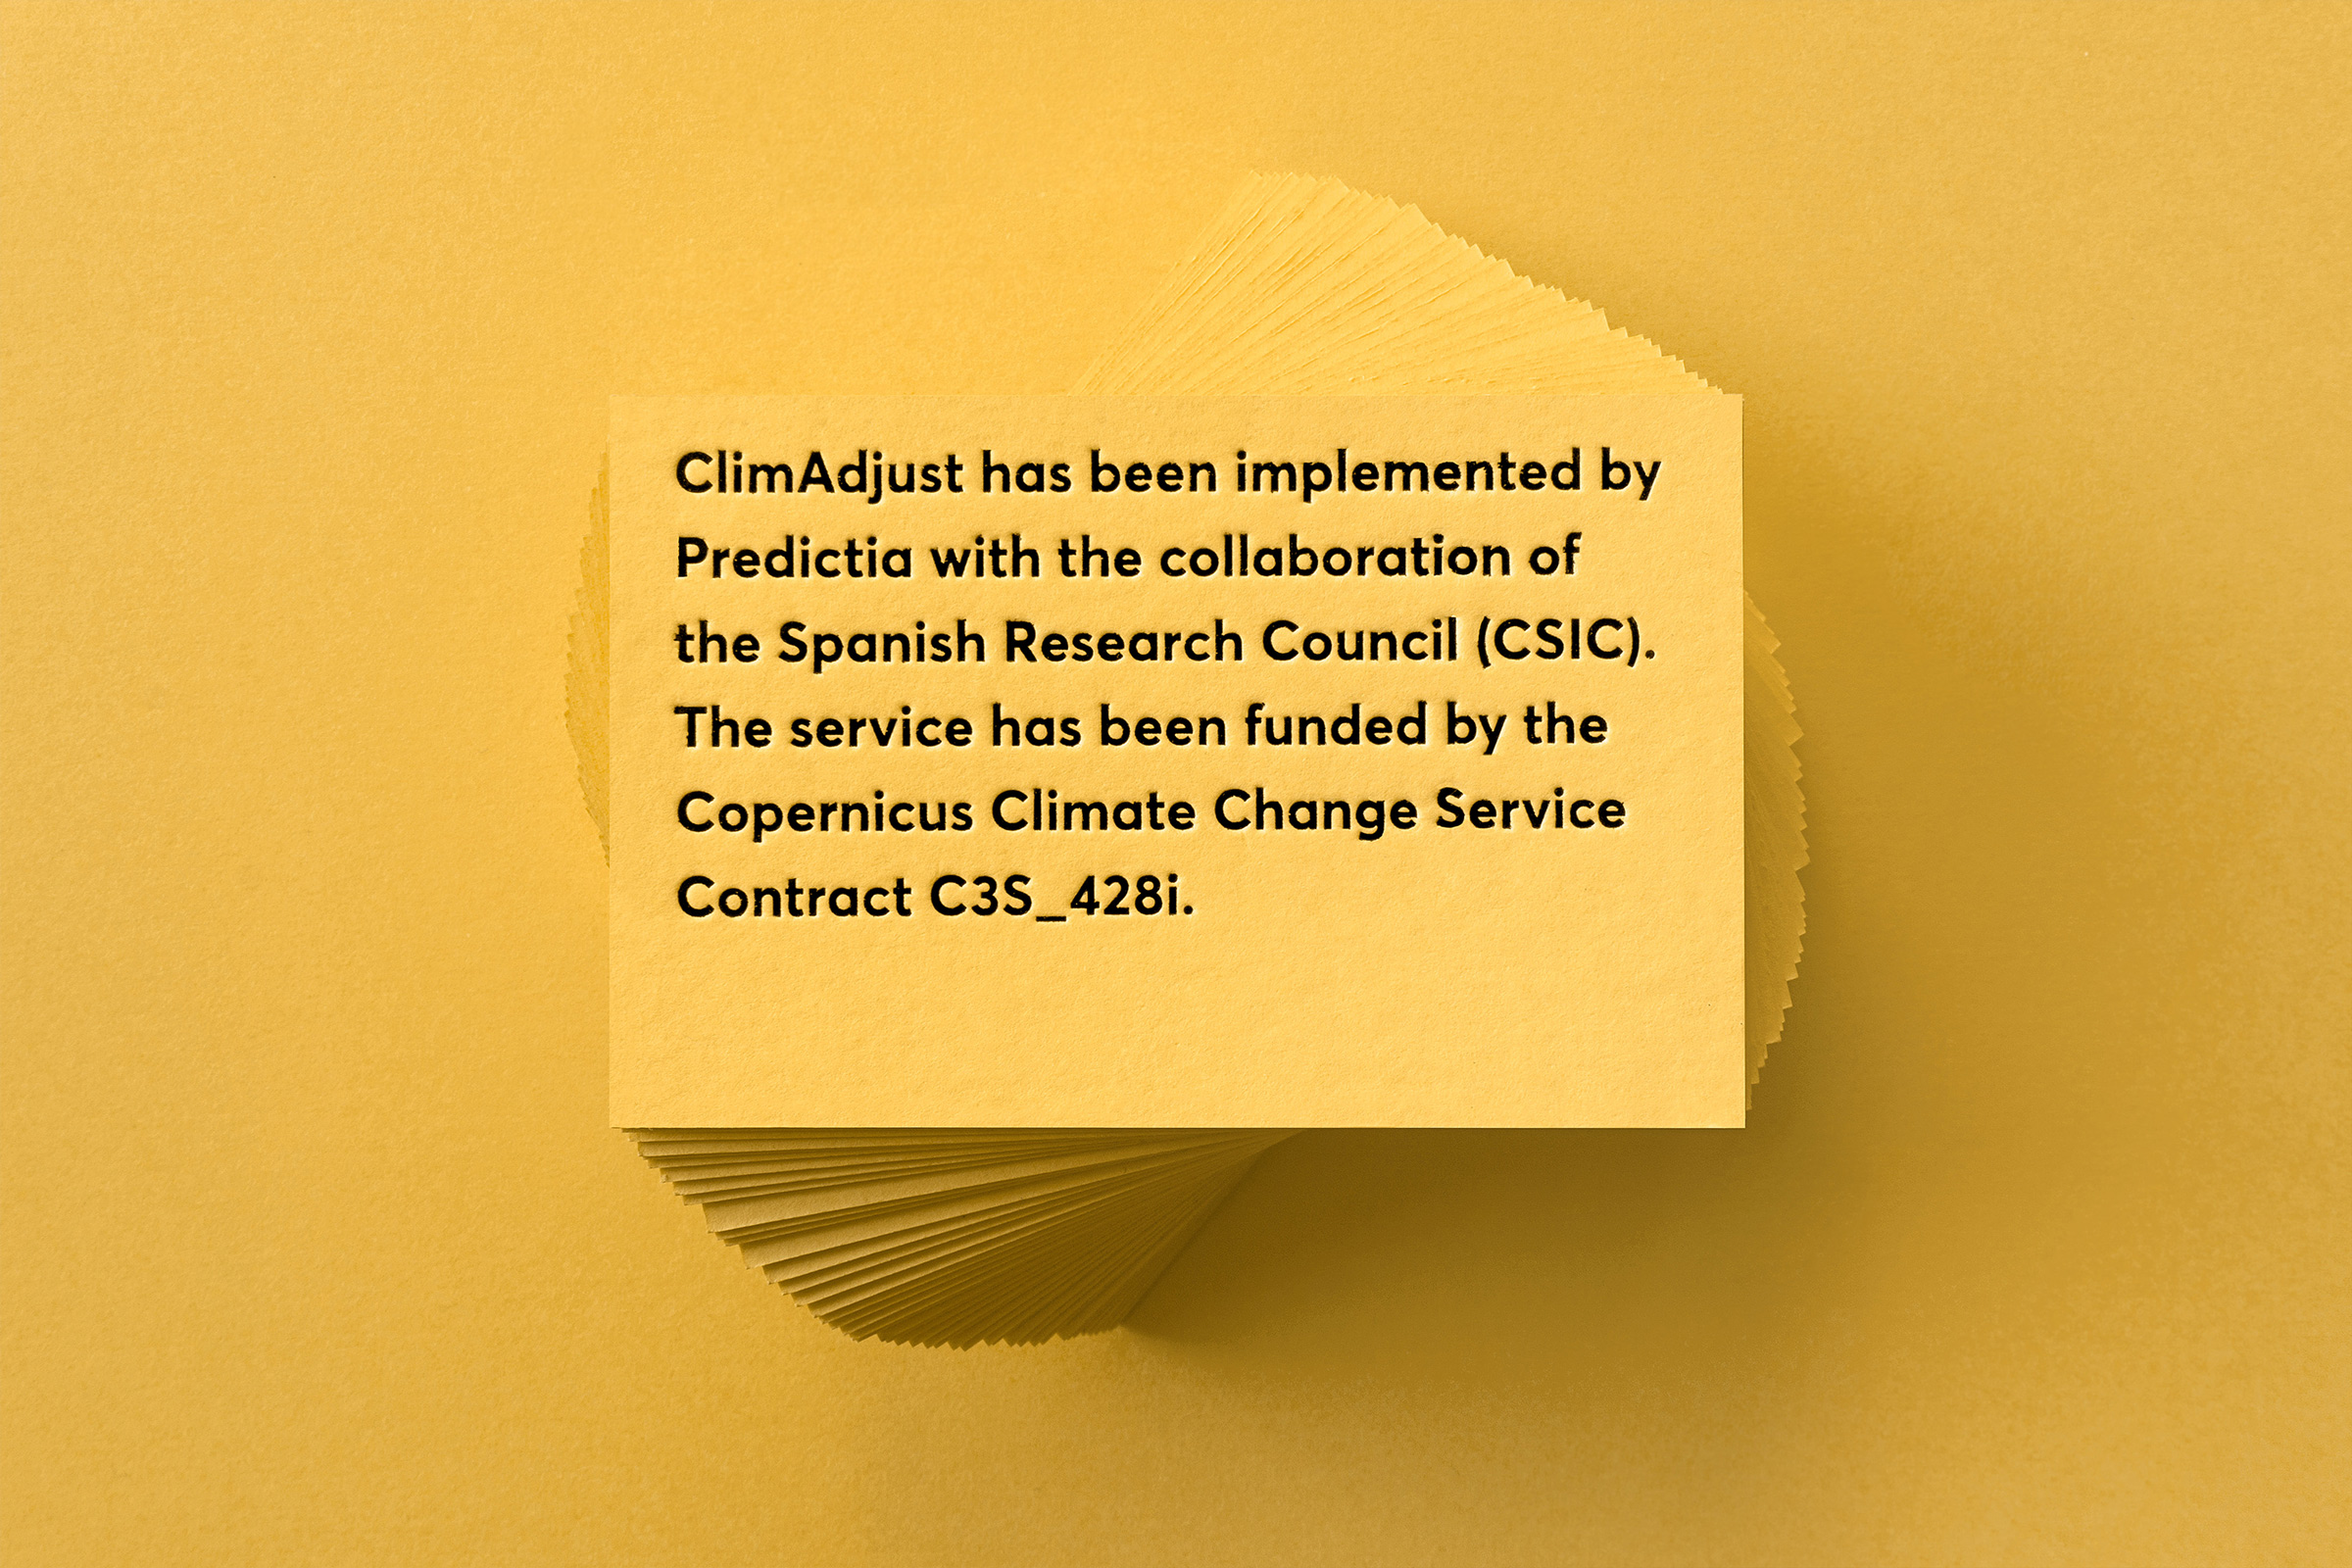 ClimAdjust has been implemented by
Predictia with the collaboration of
the Spanish Research Council (CSIC).
The service has been funded by the
Copernicus Climate Change Service
Contract C3S_428i.